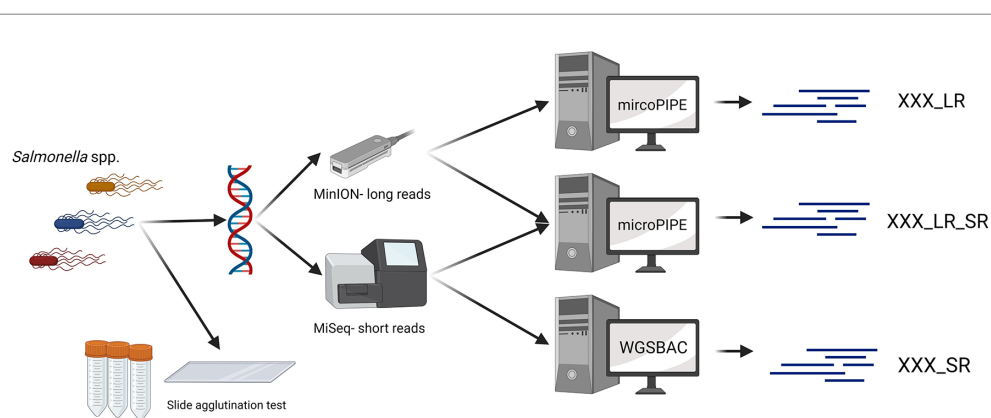 Salmonella spp.
MinION- long reads
MiSeq- short reads
Slide agglutination test
mircoPIPE
XXX_LR
microPIPE
XXX_LR_SR
WGSBAC
XXX_SR